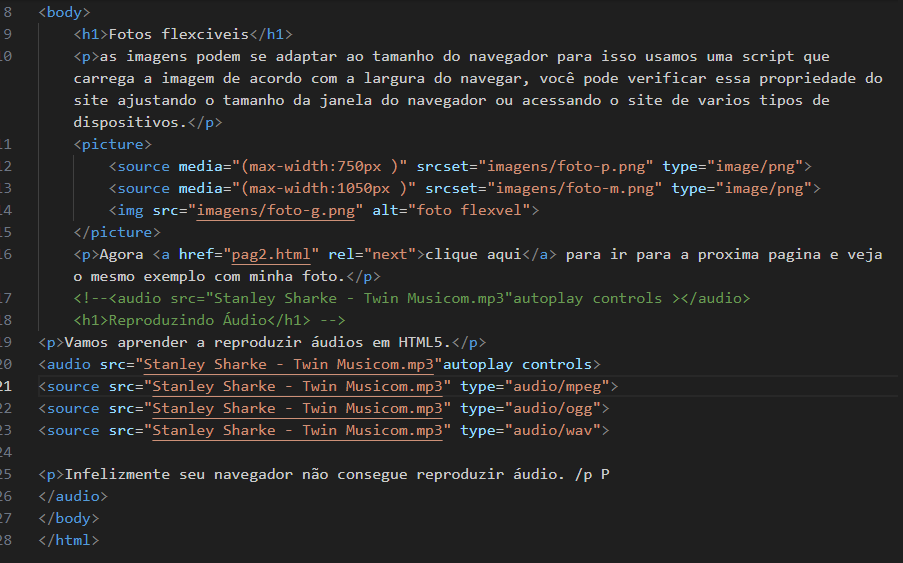 8 <body>
9 <h1>Fotos flexciveis</h1>
10 <p>as imagens podem se adaptar ao tamanho do navegador para isso usamos uma script que
carrega a imagem de acordo com a largura do navegar, você pode verificar essa propriedade do
site ajustando o tamanho da janela do navegador ou acessando o site de varios tipos de
dispositivos.</p>
11 <picture>
12 <source media="(max-width:750px )" srcset="imagens/foto-p.png" type="image/png">
13 <source media="(max-width:1050px )" srcset="imagens/foto-m.png" type="image/png">
14 <img src="imagens/foto-g.png" alt="foto flexvel">
15 </picture>
16 <p>Agora <a href="pag2.html" rel="next">clique aqui</a> para ir para a proxima pagina e veja
o mesmo exemplo com minha foto.</p>
17 <!--<audio src="Stanley Sharke - Twin Musicom.mp3"autoplay controls ></audio>
18 <h1>Reproduzindo Áudio</h1> -->
19 <p>Vamos aprender a reproduzir áudios em HTML5.</p>
20 <audio src="Stanley Sharke - Twin Musicom.mp3"autoplay controls>
21 <source src="Stanley Sharke - Twin Musicom.mp3" type="audio/mpeg">
22 <source src="Stanley Sharke - Twin Musicom.mp3" type="audio/ogg">
23 <source src="Stanley Sharke - Twin Musicom.mp3" type="audio/wav">
24
25 <p>Infelizmente seu navegador não consegue reproduzir áudio. /p P
26 </audio>
27 </body>
28 </html>